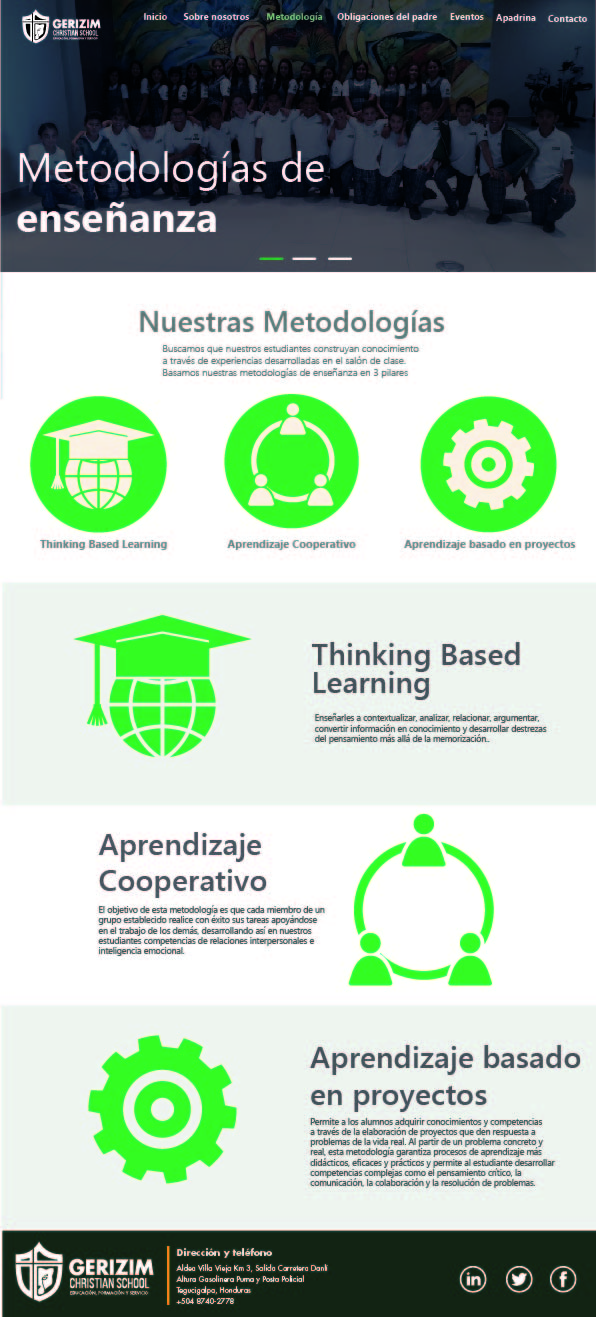 GERIZIM
CHRISTIAN SCHOOL
EDUCACIÓN, FORMACIÓN Y SERVICIO
Inicio Sobre nosotros Metodología Obligaciones del padre Eventos Apadrina Contacto
Metodologías de
enseñanza
Nuestras Metodologías
Buscamos que nuestros estudiantes construyan conocimiento
a través de experiencias desarrolladas en el salón de clase.
Basamos nuestras metodologías de enseñanza en 3 pilares
Thinking Based Learning
Aprendizaje Cooperativo
Aprendizaje basado en proyectos
Thinking Based
Learning
Enseñarles a contextualizar, analizar, relacionar, argumentar,
convertir información en conocimiento y desarrollar destrezas
del pensamiento más allá de la memorización..
Aprendizaje
Cooperativo
El objetivo de esta metodología es que cada miembro de un
grupo establecido realice con éxito sus tareas apoyándose
en el trabajo de los demás, desarrollando así en nuestros
estudiantes competencias de relaciones interpersonales e
inteligencia emocional.
Aprendizaje basado
en proyectos
Permite a los alumnos adquirir conocimientos y competencias
a través de la elaboración de proyectos que den respuesta a
problemas de la vida real. Al partir de un problema concreto y
real, esta metodología garantiza procesos de aprendizaje más
didácticos, eficaces y prácticos y permite al estudiante desarrollar
competencias complejas como el pensamiento crítico, la
comunicación, la colaboración y la resolución de problemas.
GERIZIM
CHRISTIAN SCHOOL
EDUCACIÓN, FORMACIÓN Y SERVICIO
Dirección y teléfono
Aldea Villa Vieja Km 3, Salida Carretera Danlí
Altura Gasolinera Puma y Posta Policial
Tegucigalpa, Honduras
+504 8740-2778
in
f